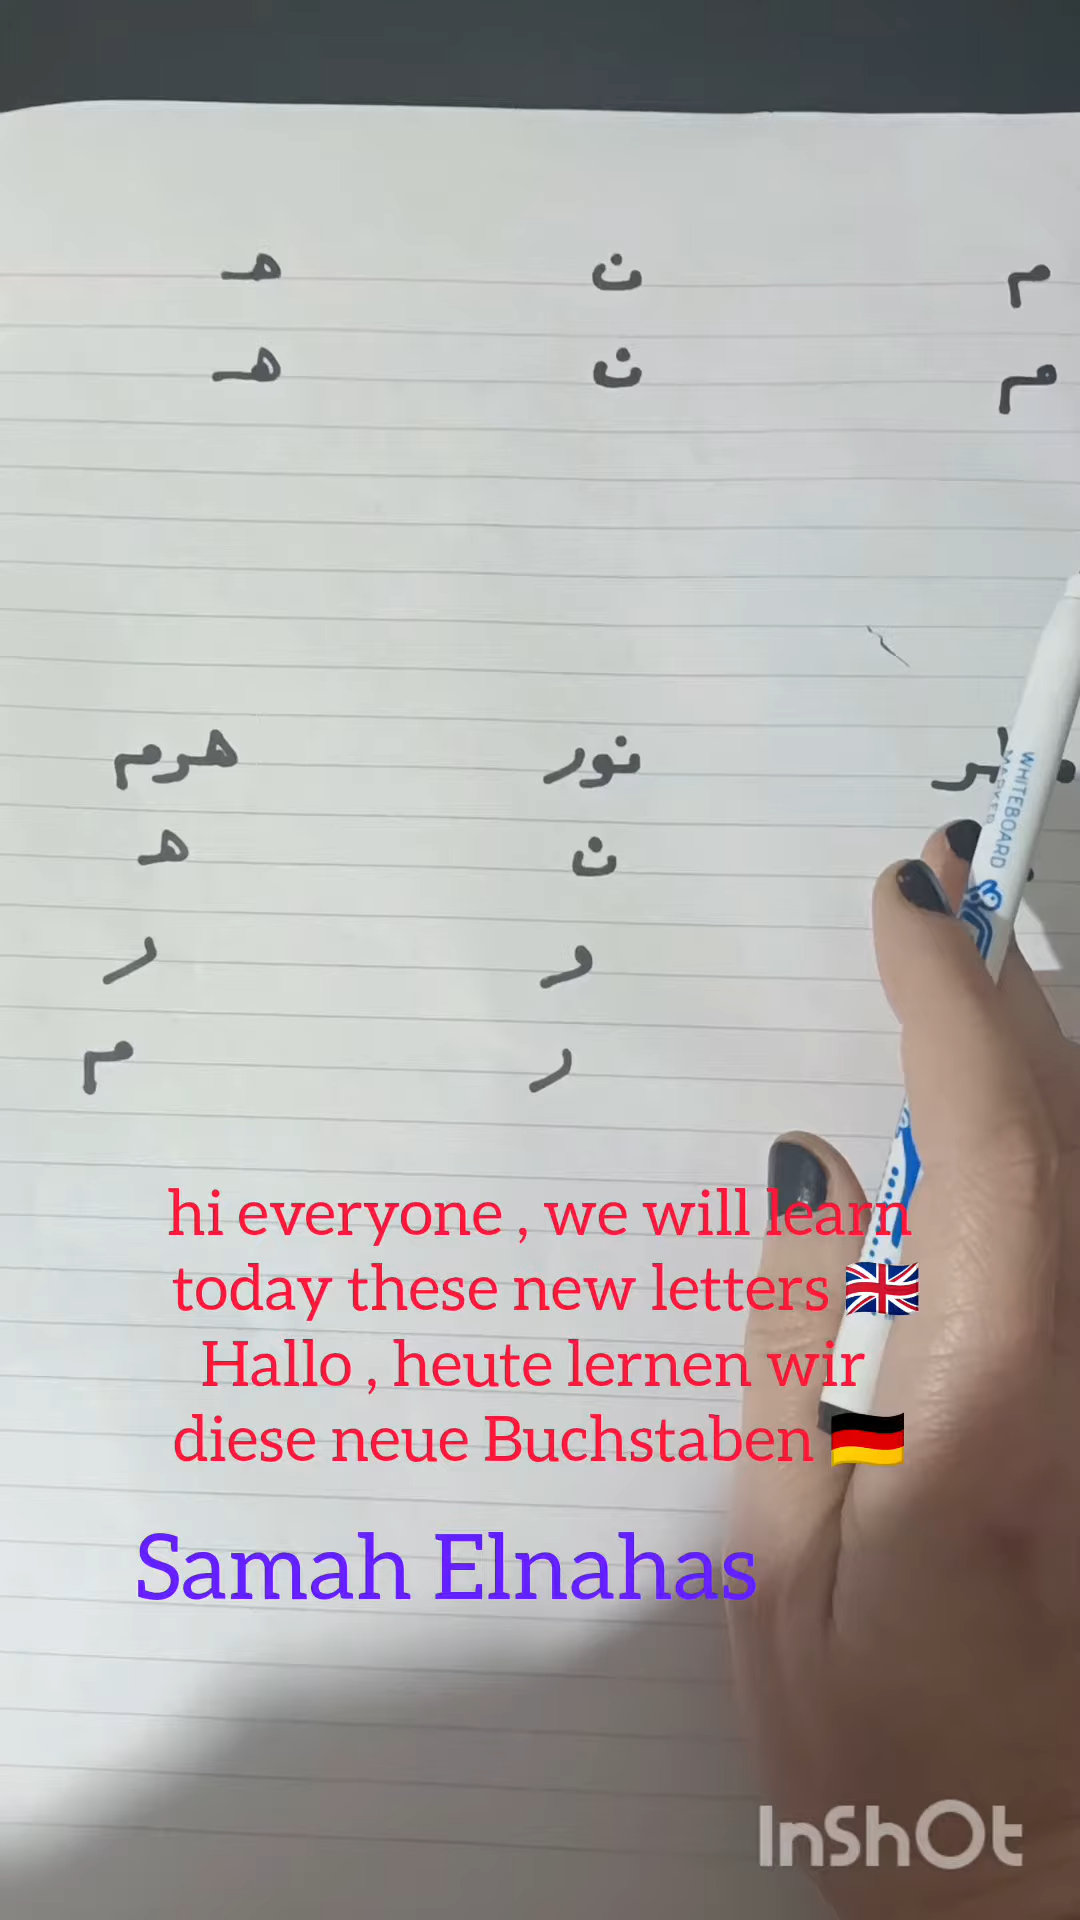 م ن هـ
م ن هـ
نور هرم
ن هـ
و ر
ر م
WHITEBOARD
hi everyone , we will learn
today these new letters 🇬🇧
Hallo , heute lernen wir
diese neue Buchstaben 🇩🇪
Samah Elnahas
InShOt